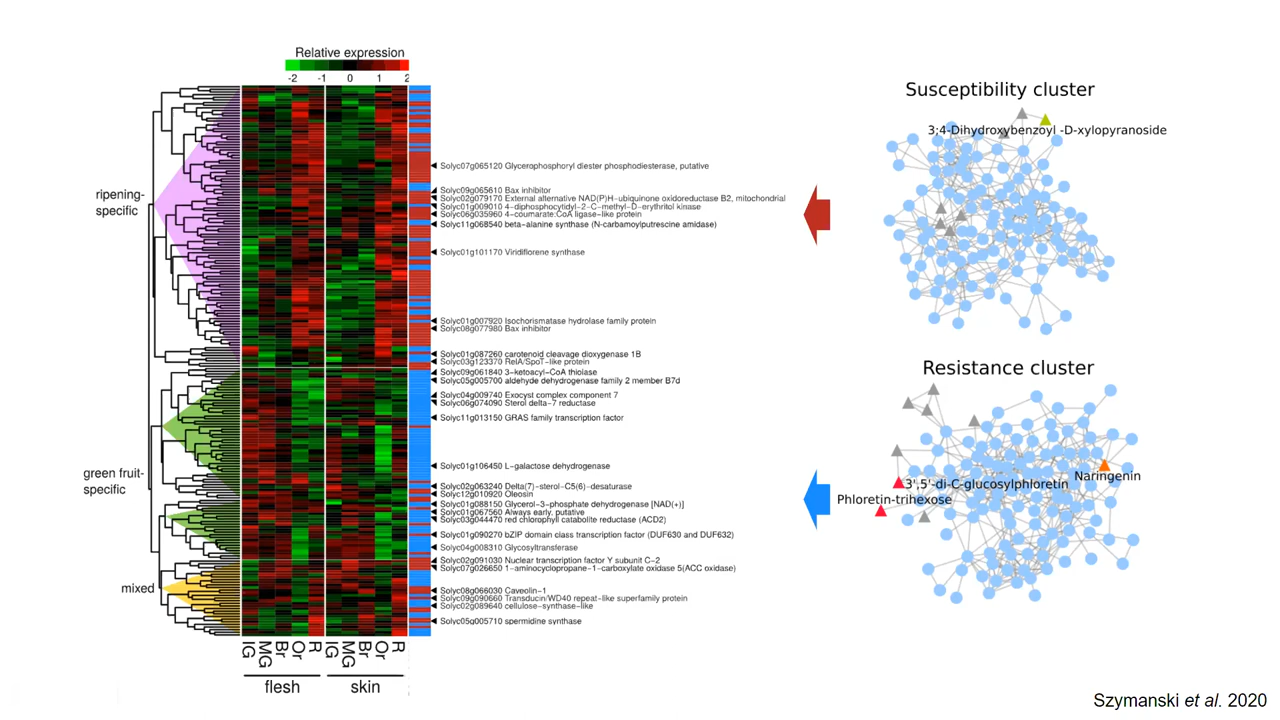 Relative expression
-2 -1 0 1 2
ripening-
specific
green fruit-
specific
mixed
Solyc07g065120 Glycerophosphoryl diester phosphodiesterase, putative
Solyc09g065610 Bax inhibitor
Solyc02g079170 External alternative NAD(P)H-ubiquinone oxidoreductase B2, mitochondrial
Solyc01g009010 4-diphosphocytidyl-2-C-methyl-D-erythritol kinase
Solyc06g035960 4-coumarate:CoA ligase-like protein
Solyc11g068540 beta-alanine synthase (N-carbamoylputrescine amidase)
Solyc01g101170 Viridiflorene synthase
Solyc01g007920 Isochorismatase hydrolase family protein
Solyc08g077980 Bax inhibitor
Solyc01g087260 carotenoid cleavage dioxygenase 1B
Solyc03g123370 RelA/SpoT-like protein
Solyc09g061840 3-ketoacyl-CoA thiolase
Solyc05g005700 aldehyde dehydrogenase family 2 member B7d
Solyc04g009740 Exocyst complex component 7
Solyc06g074090 Sterol delta-7 reductase
Solyc11g013150 GRAS family transcription factor
Solyc01g106450 L-galactose dehydrogenase
Solyc02g063240 Delta(7)-sterol-C5(6)-desaturase
Solyc12g010920 Oleosin
Solyc01g088150 Glycerol-3-phosphate dehydrogenase [NAD(+)]
Solyc01g067560 Always early, putative
Solyc03g044470 red chlorophyll catabolite reductase (ACD2)
Solyc01g090270 bZIP domain class transcription factor (DUF630 and DUF632)
Solyc04g008310 Glycosyltransferase
Solyc02g091030 Nuclear transcription factor Y subunit C-2
Solyc07g026650 1-aminocyclopropane-1-carboxylate oxidase 5(ACC oxidase)
Solyc08g066030 Caveolin-1
Solyc09g090660 Transducin/WD40 repeat-like superfamily protein
Solyc02g089640 cellulose-synthase-like
Solyc05g005710 spermidine synthase
IG MG Br Or R IG MG Br Or R
flesh skin
Susceptibility cluster
3:4-Dihydroxybenzoyl -D-xylopyranoside
Resistance cluster
Naringenin
3',5'-di-C-glucosylphloretin
Phloretin-trihexose
Szymanski et al. 2020